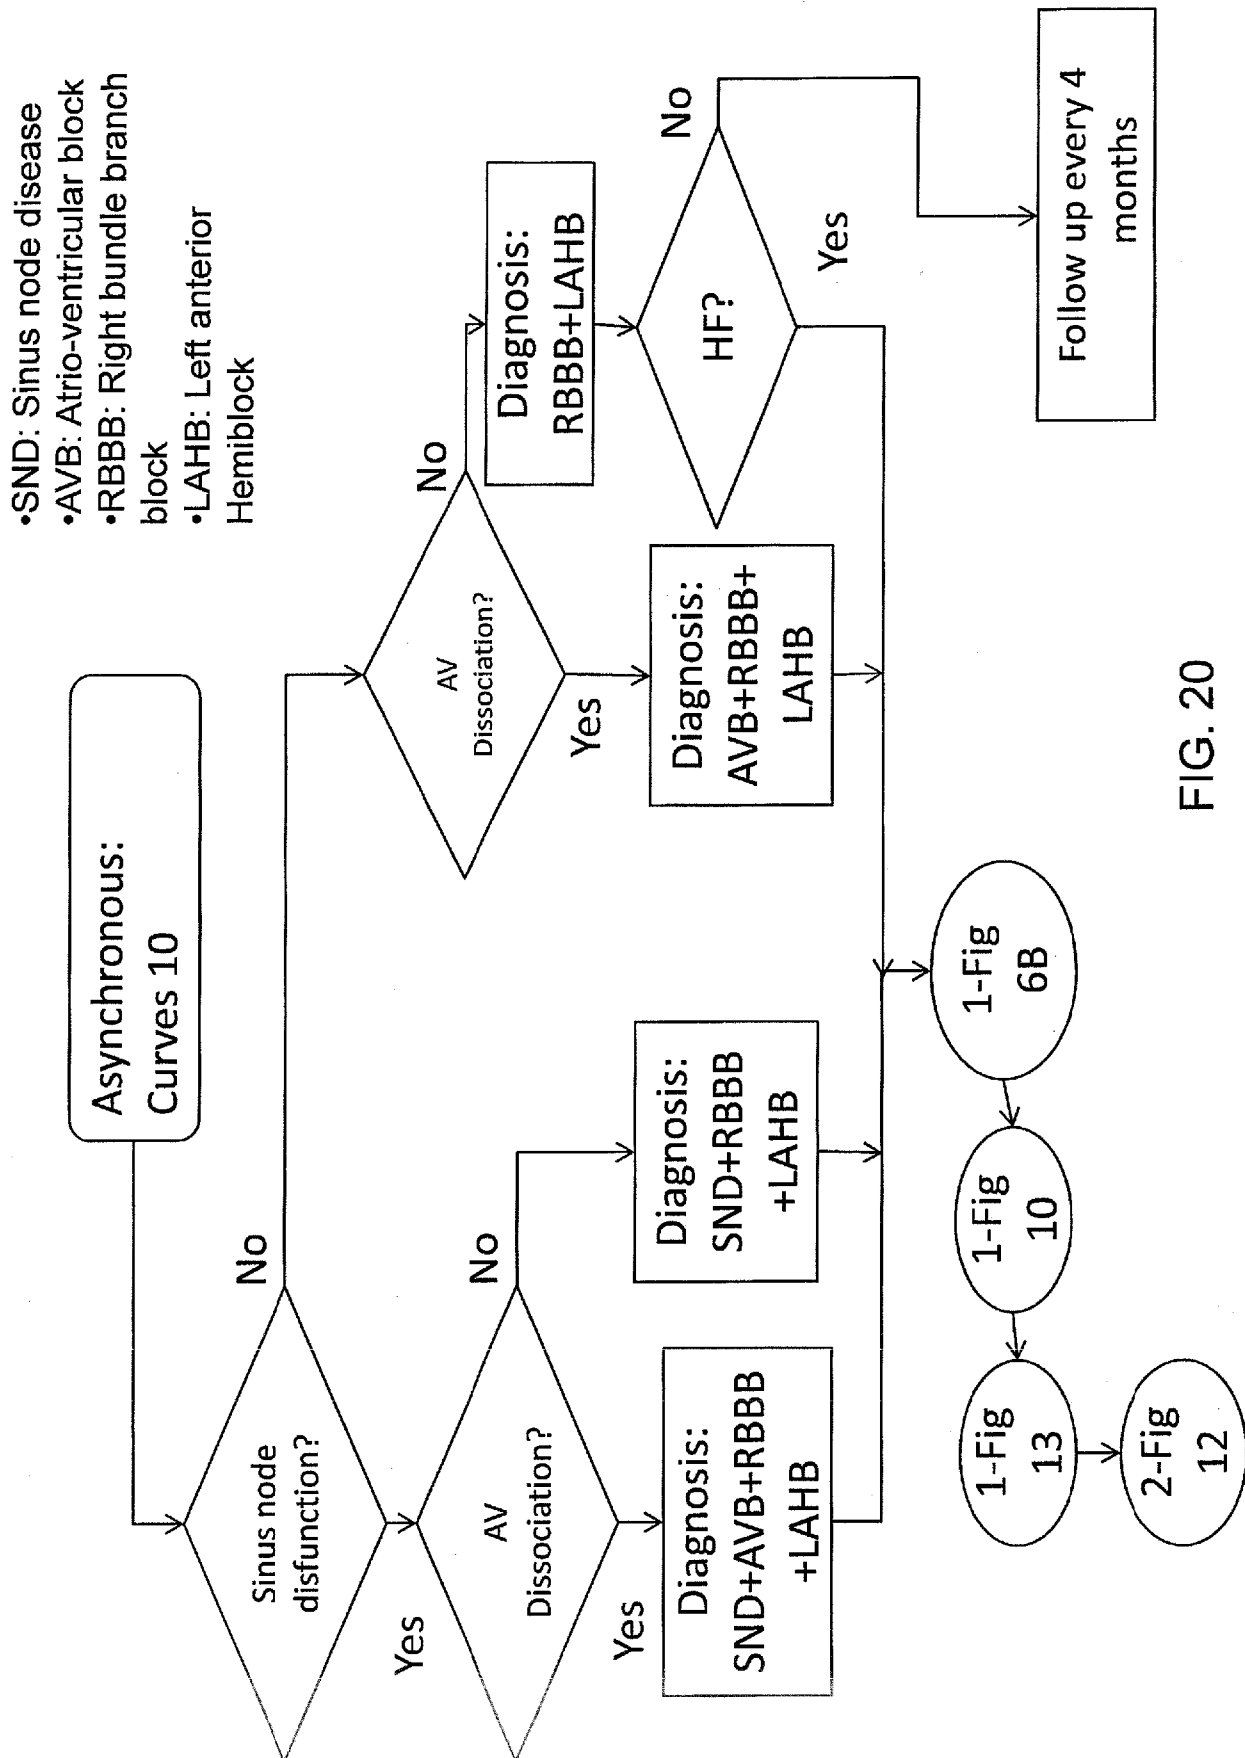 •SND: Sinus node disease
•AVB: Atrio-ventricular block
•RBBB: Right bundle branch
block
•LAHB: Left anterior
Hemiblock
Asynchronous:
Curves 10
Sinus node
disfunction?
No
Yes
AV
Dissociation?
No
Yes
AV
Dissociation?
No
Yes
Diagnosis:
SND+AVB+RBBB
+LAHB
Diagnosis:
SND+RBBB
+LAHB
Diagnosis:
AVB+RBBB+
LAHB
Diagnosis:
RBBB+LAHB
HF?
No
Yes
Follow up every 4
months
1-Fig
6B
1-Fig
10
1-Fig
13
2-Fig
12
FIG. 20